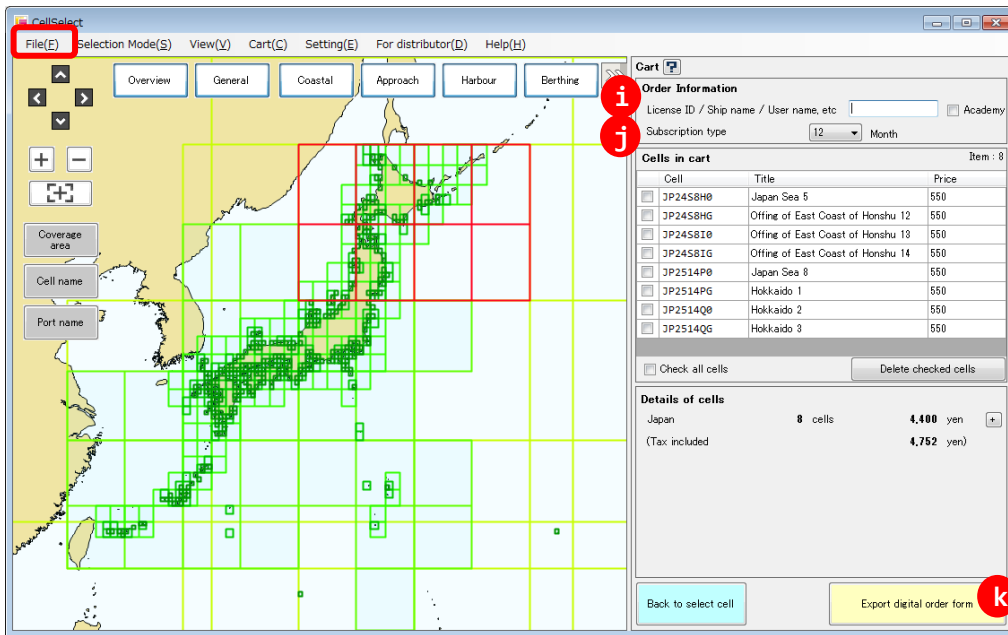 CellSelect
File(F) Selection Mode(S) View(V) Cart(C) Setting(E) For distributor(D) Help(H)
Overview General Coastal Approach Harbour Berthing
Coverage area
Cell name
Port name
Cart ?
Order Information
i
License ID / Ship name / User name, etc Academy
j
Subscription type 12 Month
Cells in cart Item : 8
Cell Title Price
JP24S8H0 Japan Sea 5 550
JP24S8HG Offing of East Coast of Honshu 12 550
JP24S8I0 Offing of East Coast of Honshu 13 550
JP24S8IG Offing of East Coast of Honshu 14 550
JP2514P0 Japan Sea 8 550
JP2514PG Hokkaido 1 550
JP2514Q0 Hokkaido 2 550
JP2514QG Hokkaido 3 550
Check all cells Delete checked cells
Details of cells
Japan 8 cells 4,400 yen +
(Tax included 4,752 yen)
Back to select cell Export digital order form k